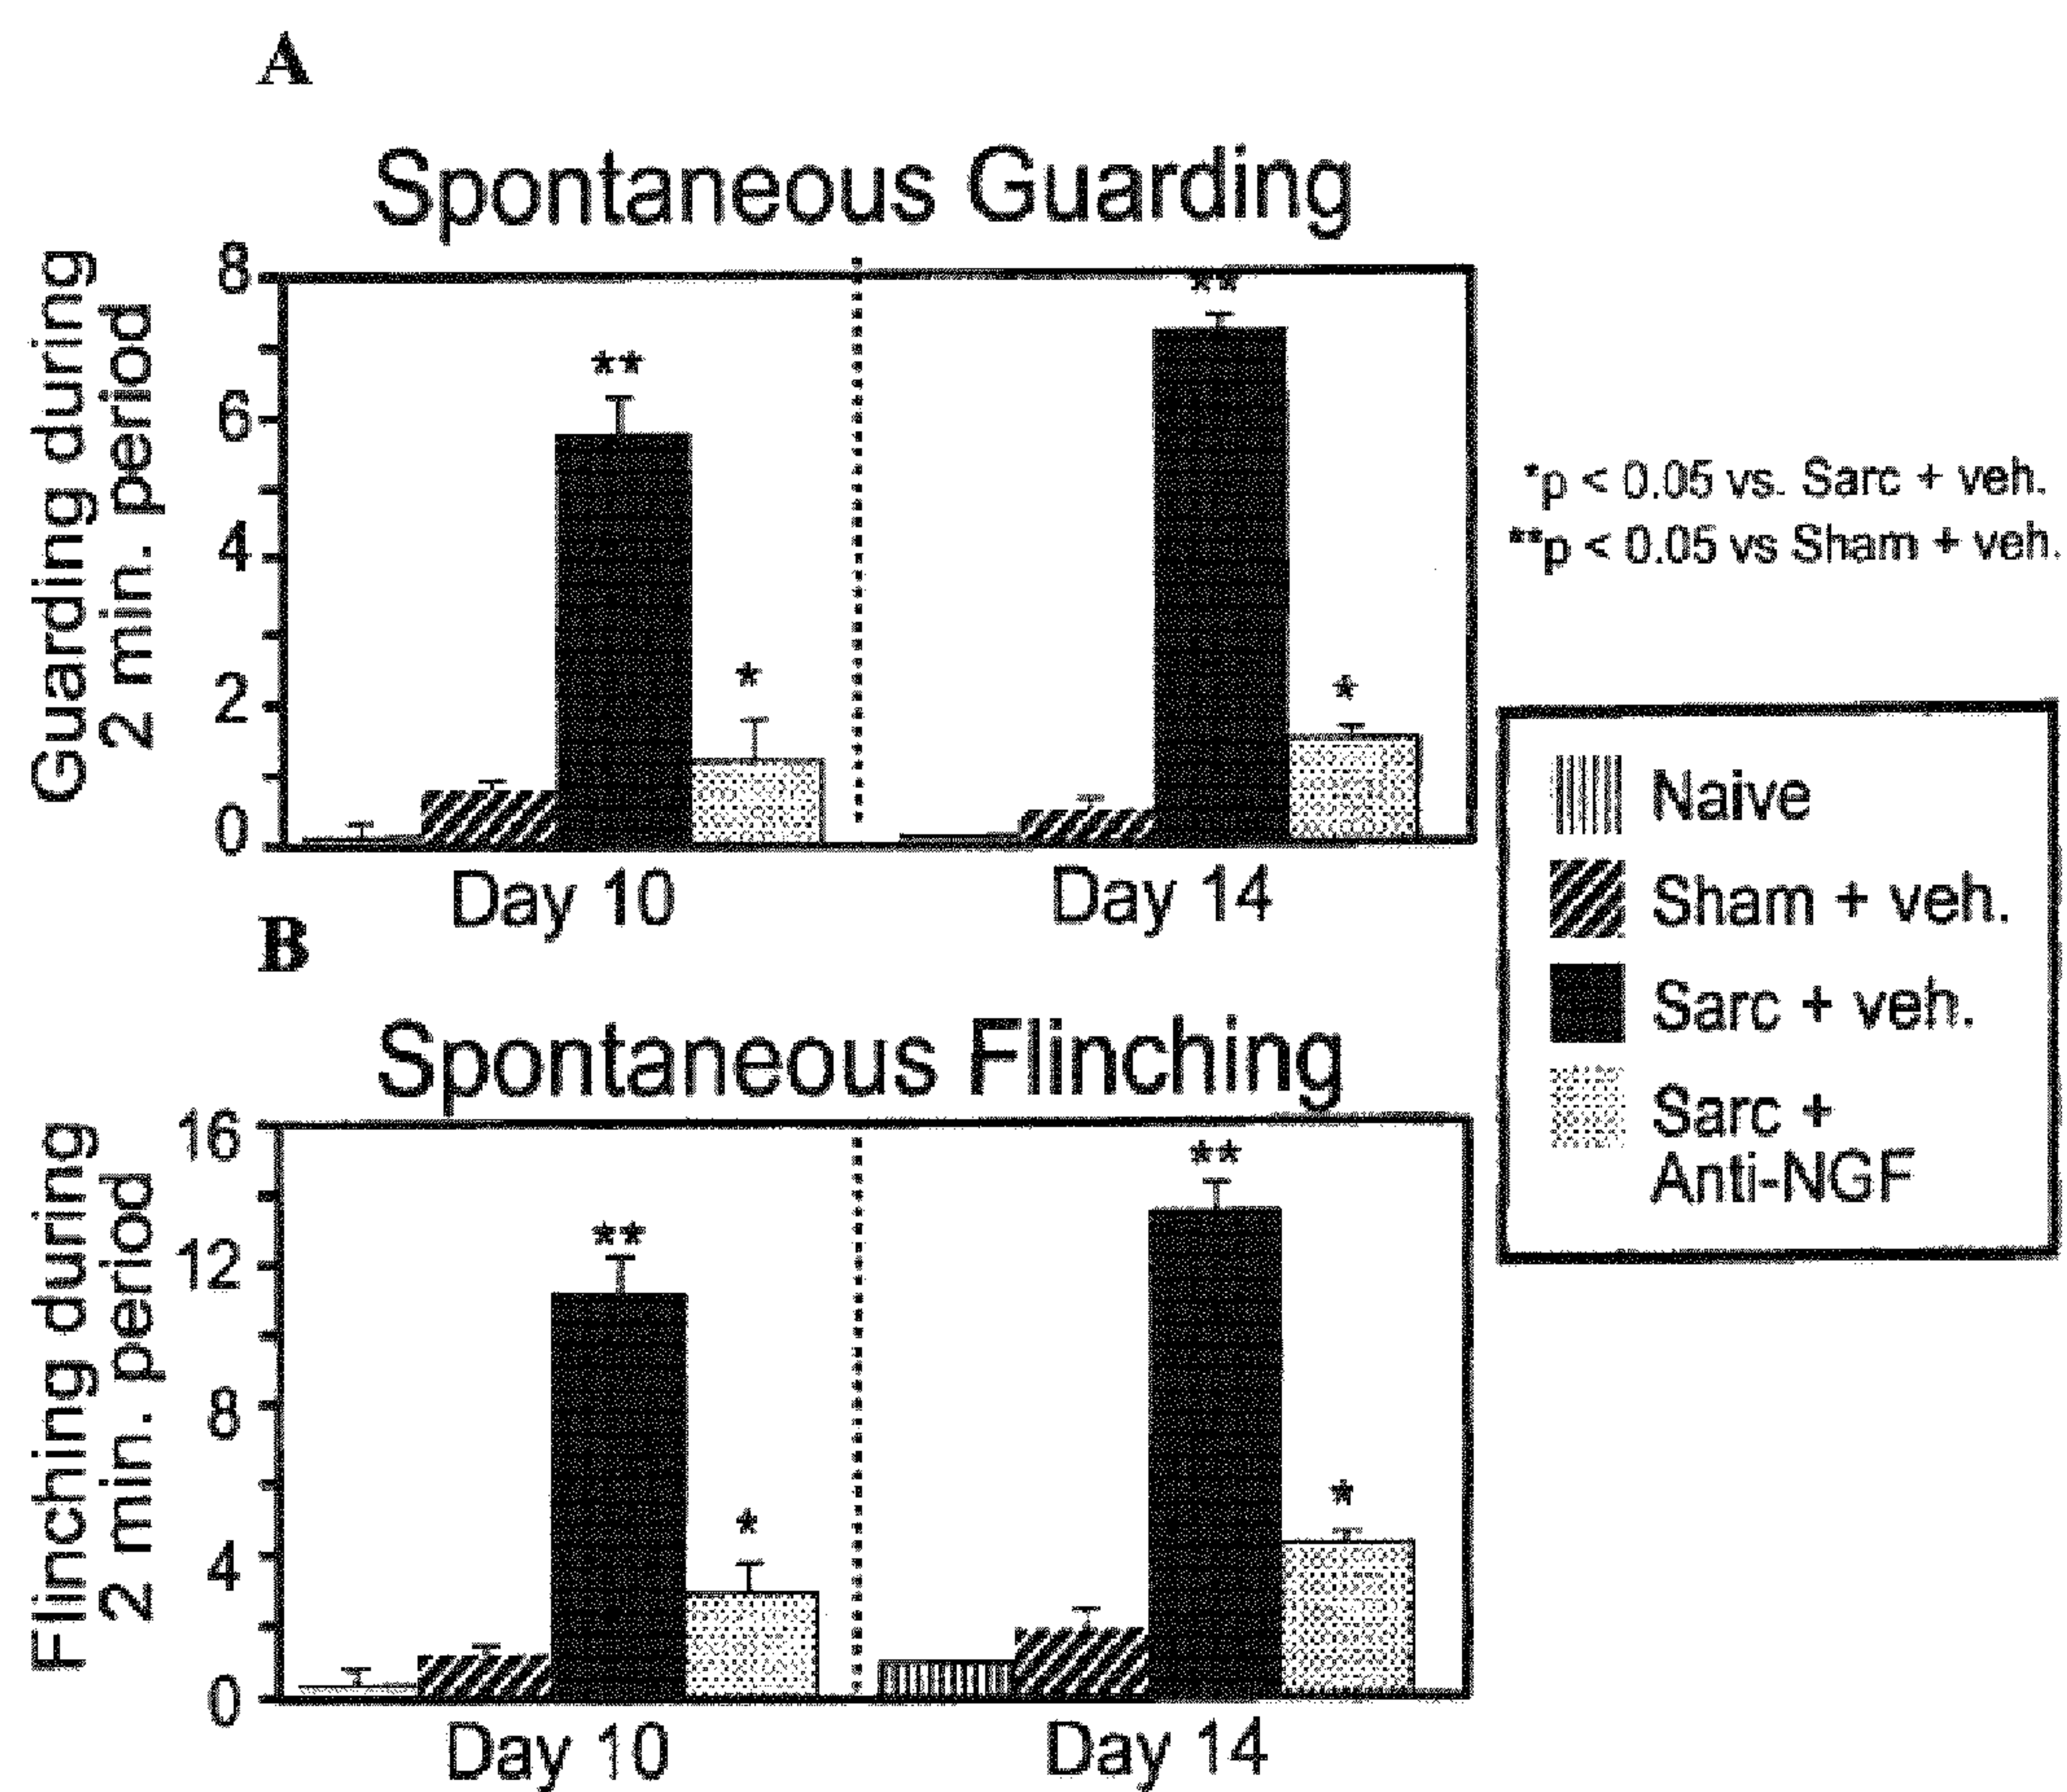 A
Spontaneous Guarding
Guarding during
2 min. period
8
6
4
2
0
**
*
**
*
Day 10
Day 14
*p < 0.05 vs. Sarc + veh.
**p < 0.05 vs Sham + veh.
Naive
Sham + veh.
Sarc + veh.
Sarc +
Anti-NGF
B
Spontaneous Flinching
Flinching during
2 min. period
16
12
8
4
0
**
*
**
*
Day 10
Day 14